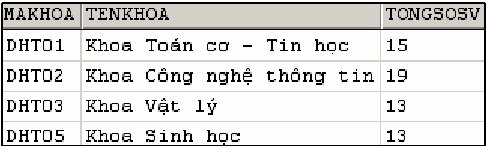 MAKHOA TENKHOA TONGSOSV
DHT01 Khoa Toán cơ - Tin học 15
DHT02 Khoa Công nghệ thông tin 19
DHT03 Khoa Vật lý 13
DHT05 Khoa Sinh học 13